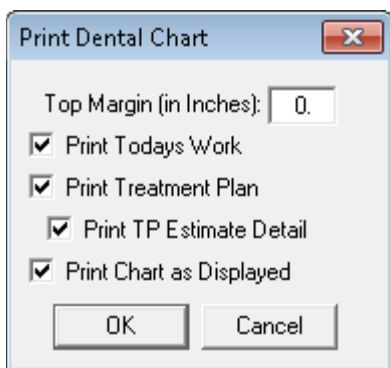 Print Dental Chart
Top Margin (in Inches): 0.
Print Todays Work
Print Treatment Plan
Print TP Estimate Detail
Print Chart as Displayed
OK Cancel